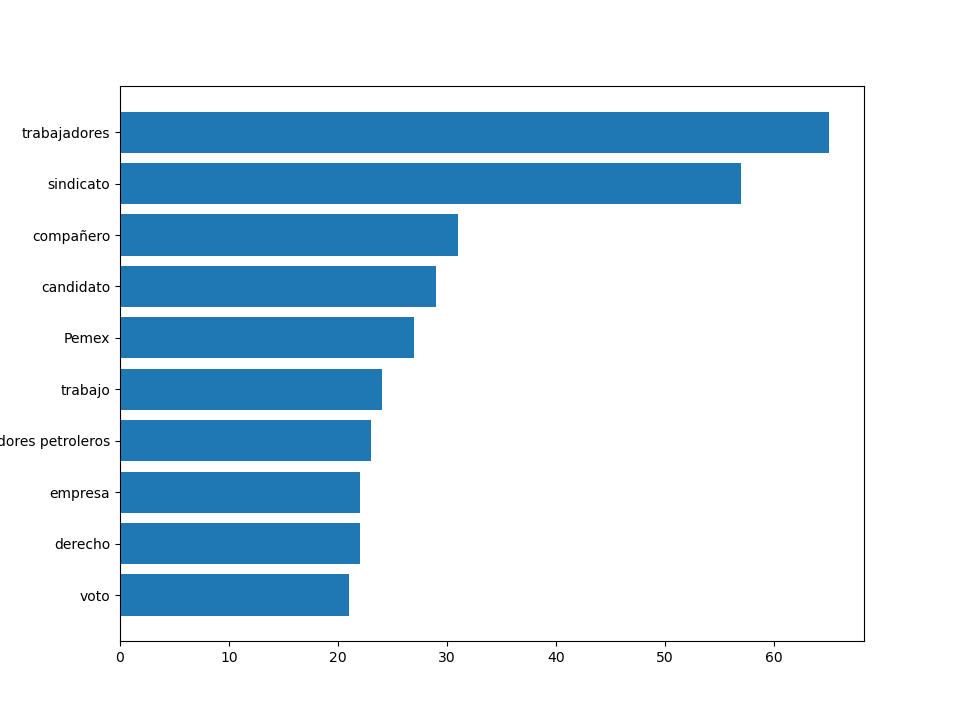 trabajadores
sindicato
compañero
candidato
Pemex
trabajo
dores petroleros
empresa
derecho
voto
0 10 20 30 40 50 60